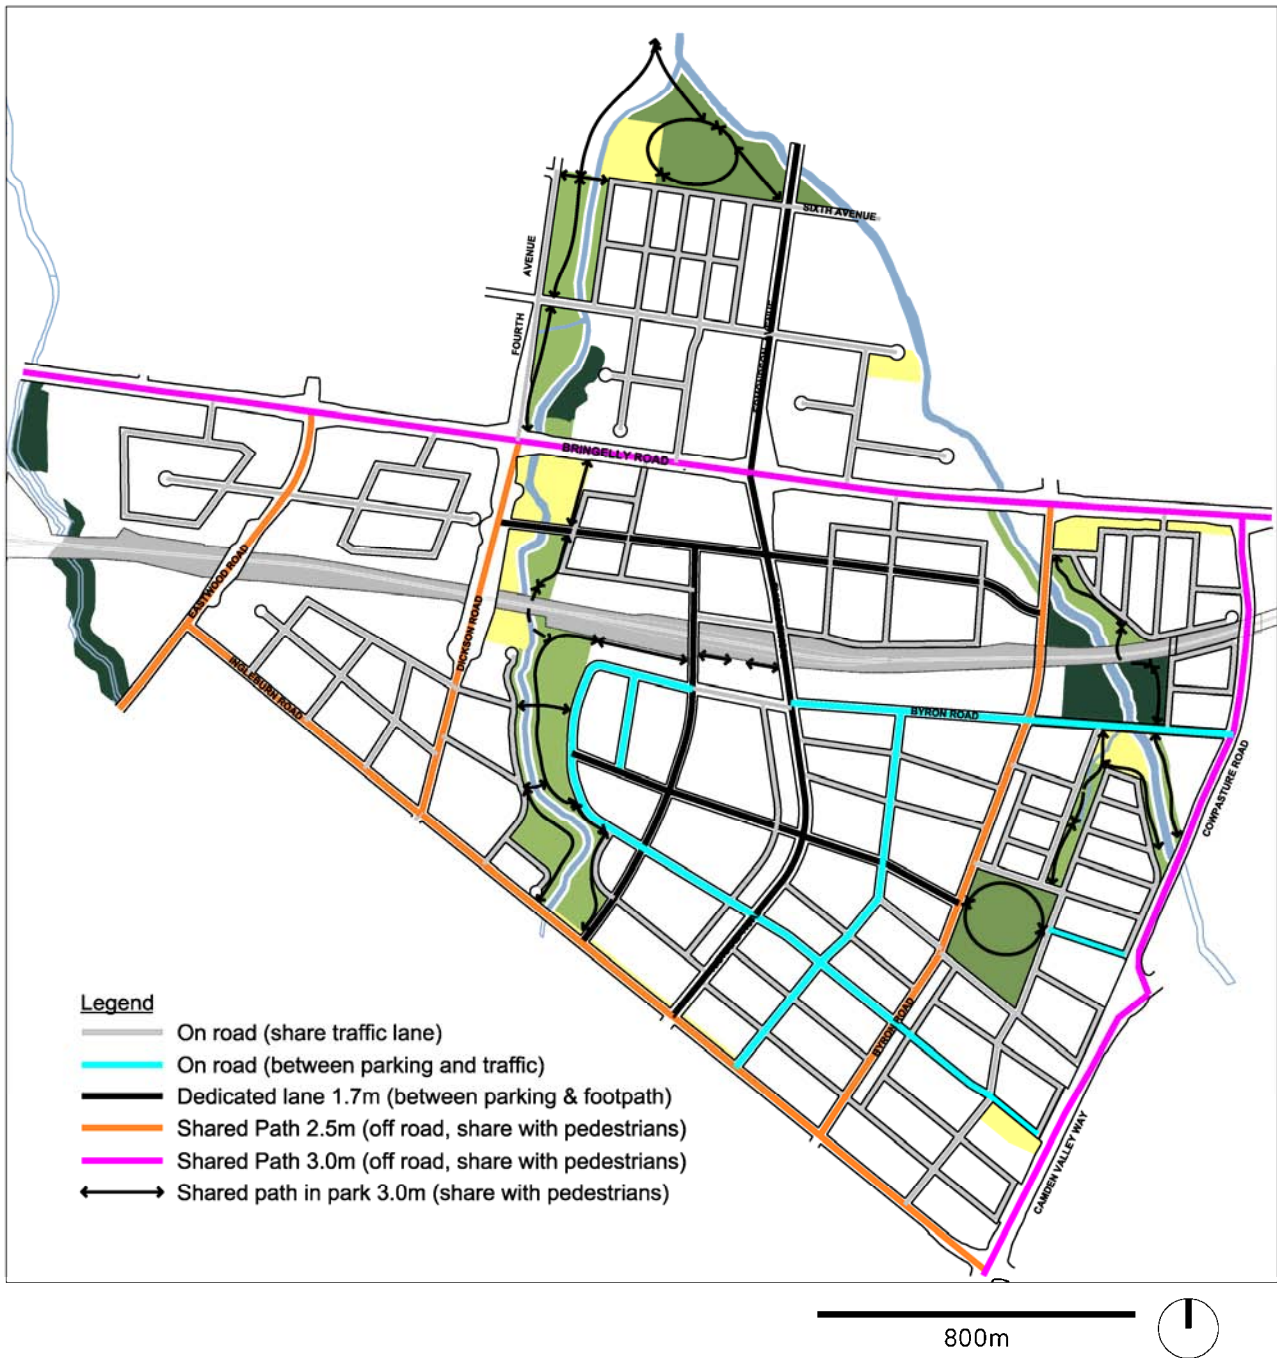 SIXTH AVENUE
AVENUE
FOURTH
BRINGELLY ROAD
EASTWOOD ROAD
DICKSON ROAD
INGLEBURN ROAD
BYRON ROAD
COWPASTURE ROAD
BYRON ROAD
CAMDEN VALLEY WAY
Legend
On road (share traffic lane)
On road (between parking and traffic)
Dedicated lane 1.7m (between parking & footpath)
Shared Path 2.5m (off road, share with pedestrians)
Shared Path 3.0m (off road, share with pedestrians)
Shared path in park 3.0m (share with pedestrians)
800m